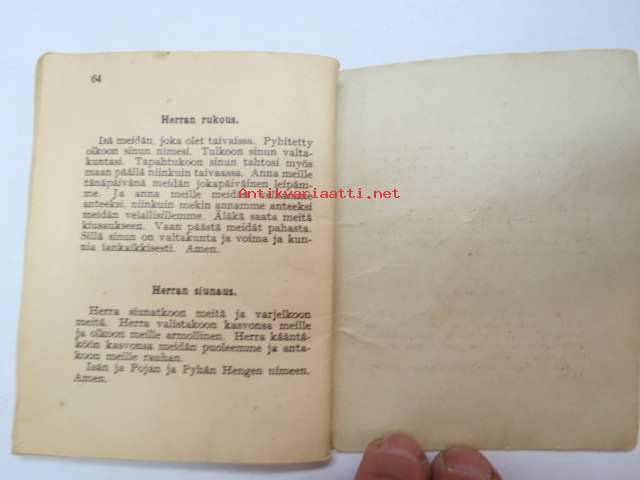 64
Herran rukous.
Isä meidän, joka olet taivaissa. Pyhitetty
olkoon sinun nimesi. Tulkoon sinun valta-
kuntasi. Tapahtukoon sinun tahtosi myös
maan päällä niinkuin taivaassa. Anna meille
tänäpäivänä meidän jokapäiväinen leipäm-
me. Ja anna meille meidän
Antikvariaatti.net
anteeksi, niinkuin mekin annamme anteeksi
meidän velallisillemme. Äläkä saata meitä
kiusaukseen. Vaan päästä meidät pahasta.
Sillä sinun on valtakunta ja voima ja kun-
nia iankaikkisesti. Amen.
Herran siunaus.
Herra siunatkoon meitä ja varjelkoon
meitä. Herra valistakoon kasvonsa meille
ja olkoon meille armollinen. Herra kääntä-
köön kasvonsa meidän puoleemme ja anta-
koon meille rauhan.
Isän ja Pojan ja Pyhän Hengen nimeen.
Amen.